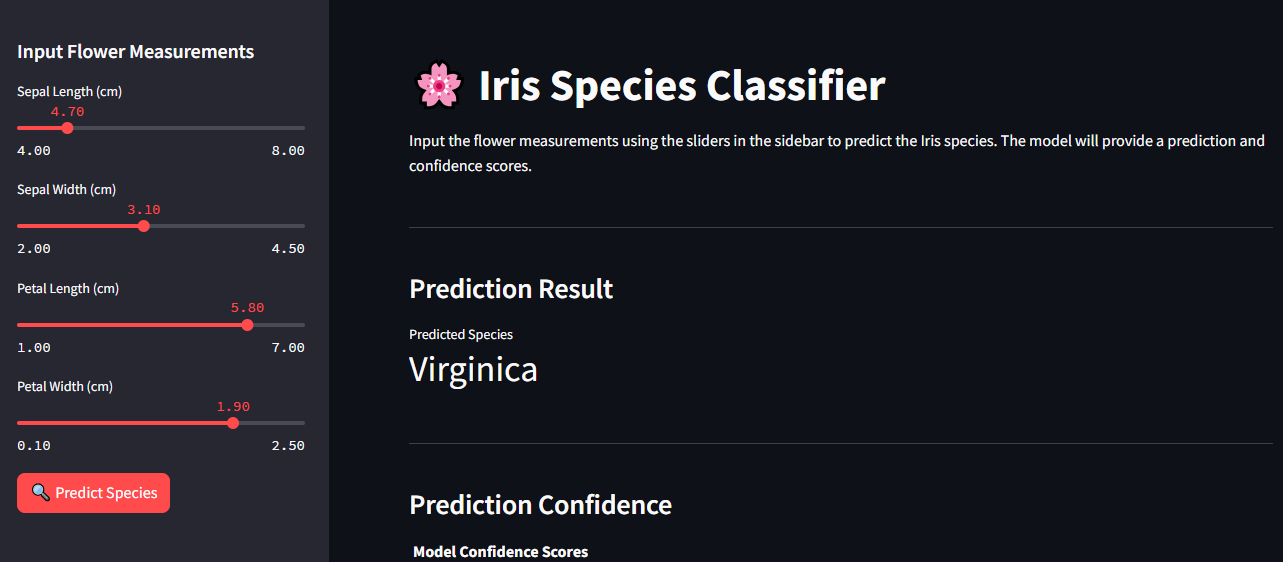 Input Flower Measurements
Sepal Length (cm)
4.70
4.00 8.00
Sepal Width (cm)
3.10
2.00 4.50
Petal Length (cm)
5.80
1.00 7.00
Petal Width (cm)
1.90
0.10 2.50
Predict Species
Iris Species Classifier
Input the flower measurements using the sliders in the sidebar to predict the Iris species. The model will provide a prediction and
confidence scores.
Prediction Result
Predicted Species
Virginica
Prediction Confidence
Model Confidence Scores